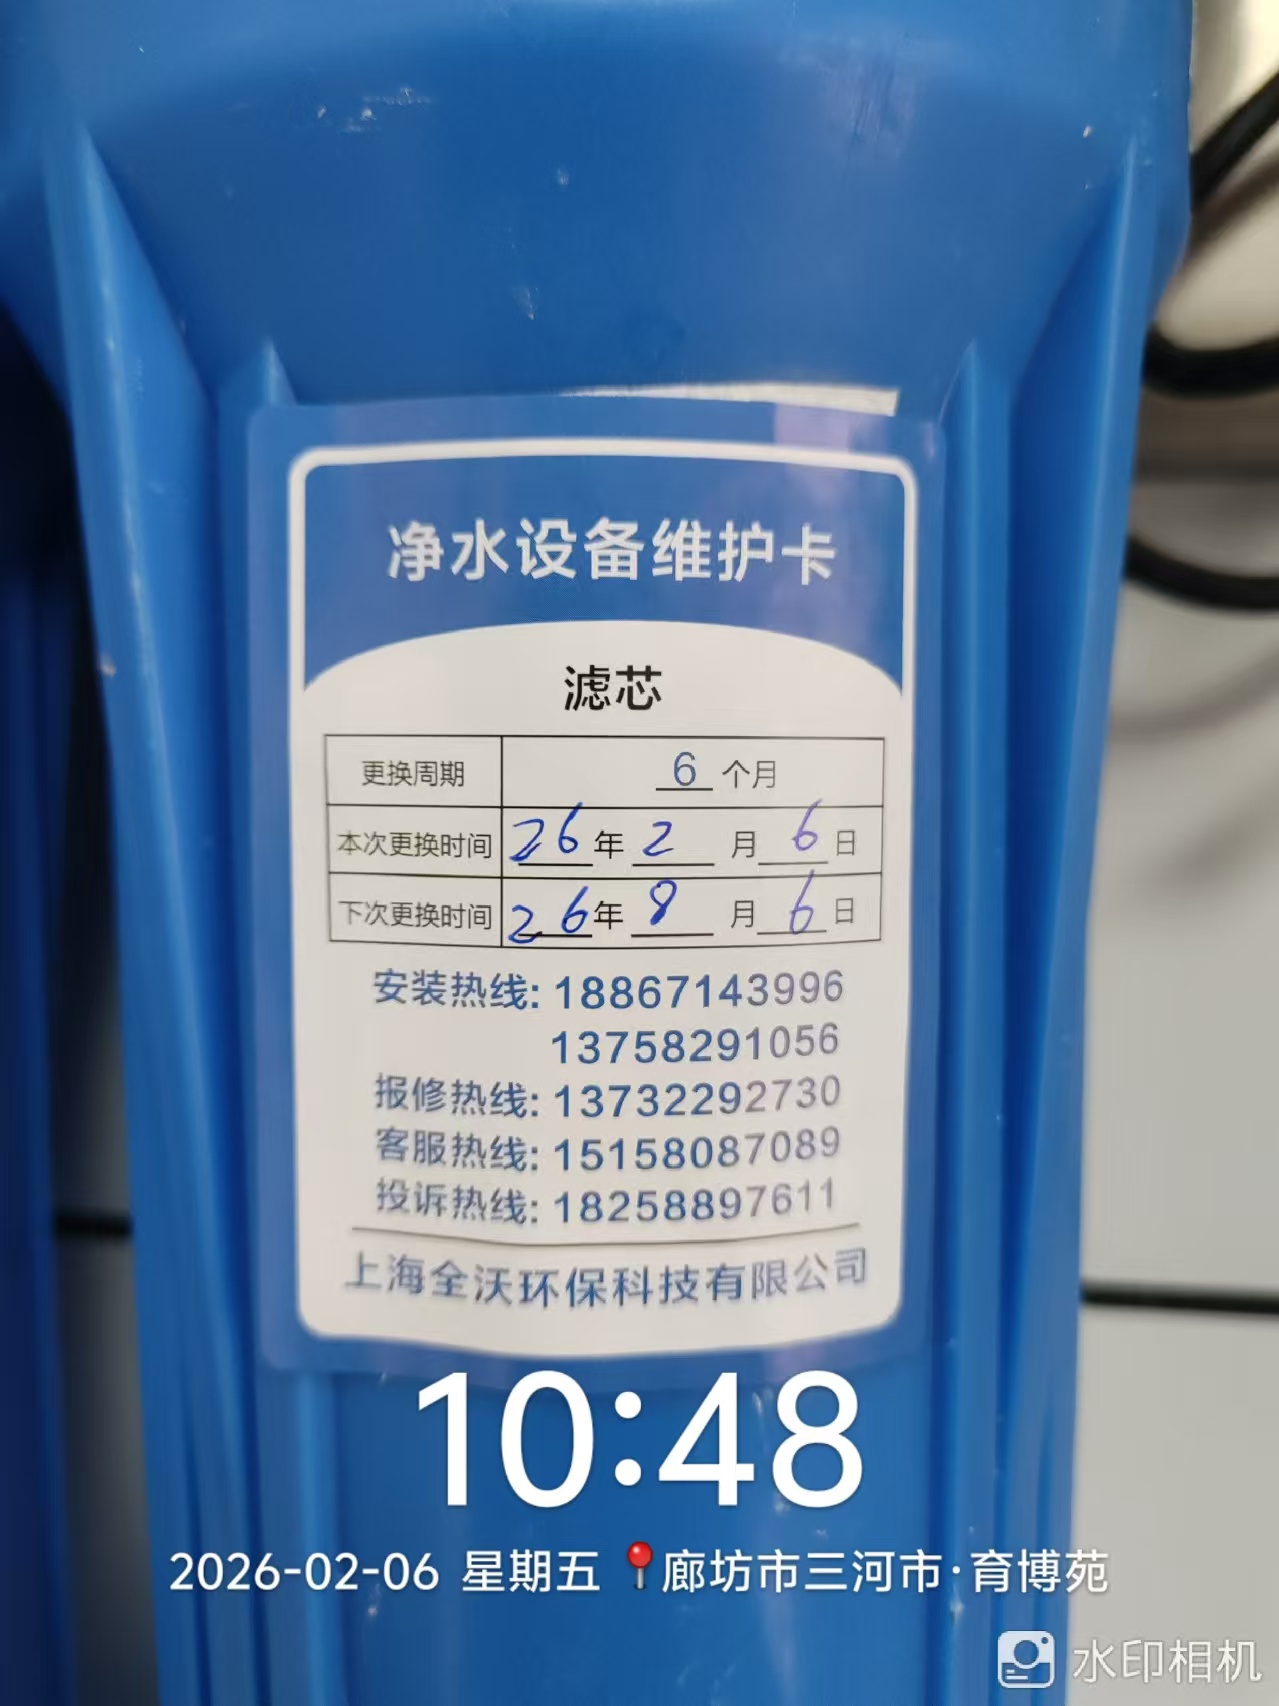 净水设备维护卡
滤芯
更换周期 6 个月
本次更换时间 26年 2 月 6 日
下次更换时间 26年 8 月 6 日
安装热线: 18867143996
13758291056
报修热线: 13732292730
客服热线: 15158087089
投诉热线: 18258897611
上海全沃环保科技有限公司
10:48
2026-02-06 星期五 📍廊坊市三河市·育博苑
水印相机